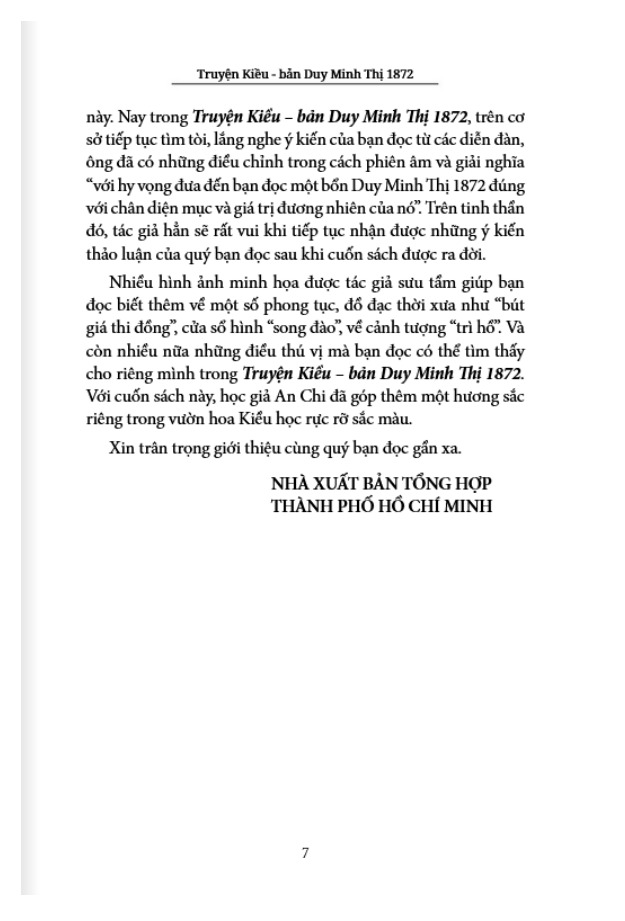 Truyện Kiều - bản Duy Minh Thị 1872
này. Nay trong Truyện Kiều – bản Duy Minh Thị 1872, trên cơ
sở tiếp tục tìm tòi, lắng nghe ý kiến của bạn đọc từ các diễn đàn,
ông đã có những điều chỉnh trong cách phiên âm và giải nghĩa
“với hy vọng đưa đến bạn đọc một bổn Duy Minh Thị 1872 đúng
với chân diện mục và giá trị đương nhiên của nó”. Trên tinh thần
đó, tác giả hẳn sẽ rất vui khi tiếp tục nhận được những ý kiến
thảo luận của quý bạn đọc sau khi cuốn sách được ra đời.
Nhiều hình ảnh minh họa được tác giả sưu tầm giúp bạn
đọc biết thêm về một số phong tục, đồ đạc thời xưa như “bút
giá thi đồng”, cửa sổ hình “song đào”, về cảnh tượng “trì hồ”. Và
còn nhiều nữa những điều thú vị mà bạn đọc có thể tìm thấy
cho riêng mình trong Truyện Kiều – bản Duy Minh Thị 1872.
Với cuốn sách này, học giả An Chi đã góp thêm một hương sắc
riêng trong vườn hoa Kiều học rực rỡ sắc màu.
Xin trân trọng giới thiệu cùng quý bạn đọc gần xa.
NHÀ XUẤT BẢN TỔNG HỢP
THÀNH PHỐ HỒ CHÍ MINH
7